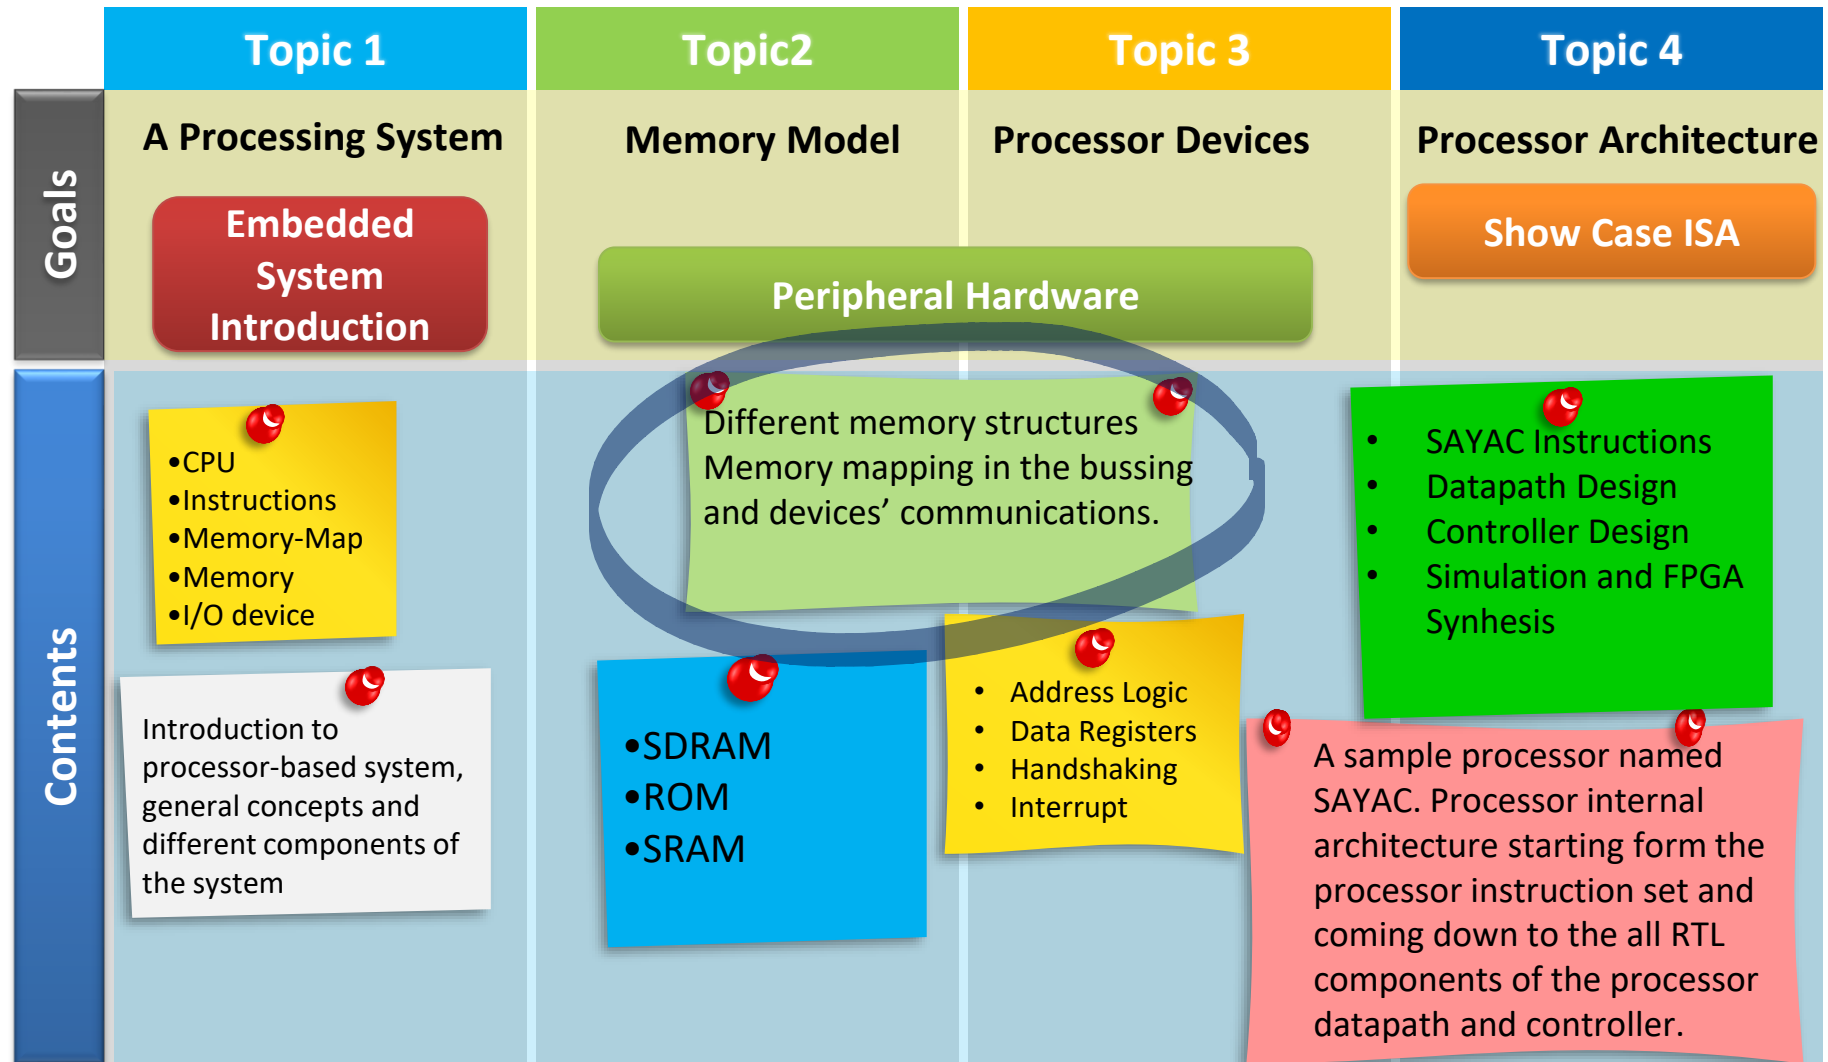 Topic 1
Topic2
Topic 3
Topic 4
Goals
A Processing System
Embedded
System
Introduction
Memory Model
Processor Devices
Peripheral Hardware
Processor Architecture
Show Case ISA
Contents
•CPU
•Instructions
•Memory-Map
•Memory
•I/O device
Introduction to
processor-based system,
general concepts and
different components of
the system
Different memory structures
Memory mapping in the bussing
and devices’ communications.
•SDRAM
•ROM
•SRAM
• Address Logic
• Data Registers
• Handshaking
• Interrupt
• SAYAC Instructions
• Datapath Design
• Controller Design
• Simulation and FPGA
Synhesis
A sample processor named
SAYAC. Processor internal
architecture starting form the
processor instruction set and
coming down to the all RTL
components of the processor
datapath and controller.